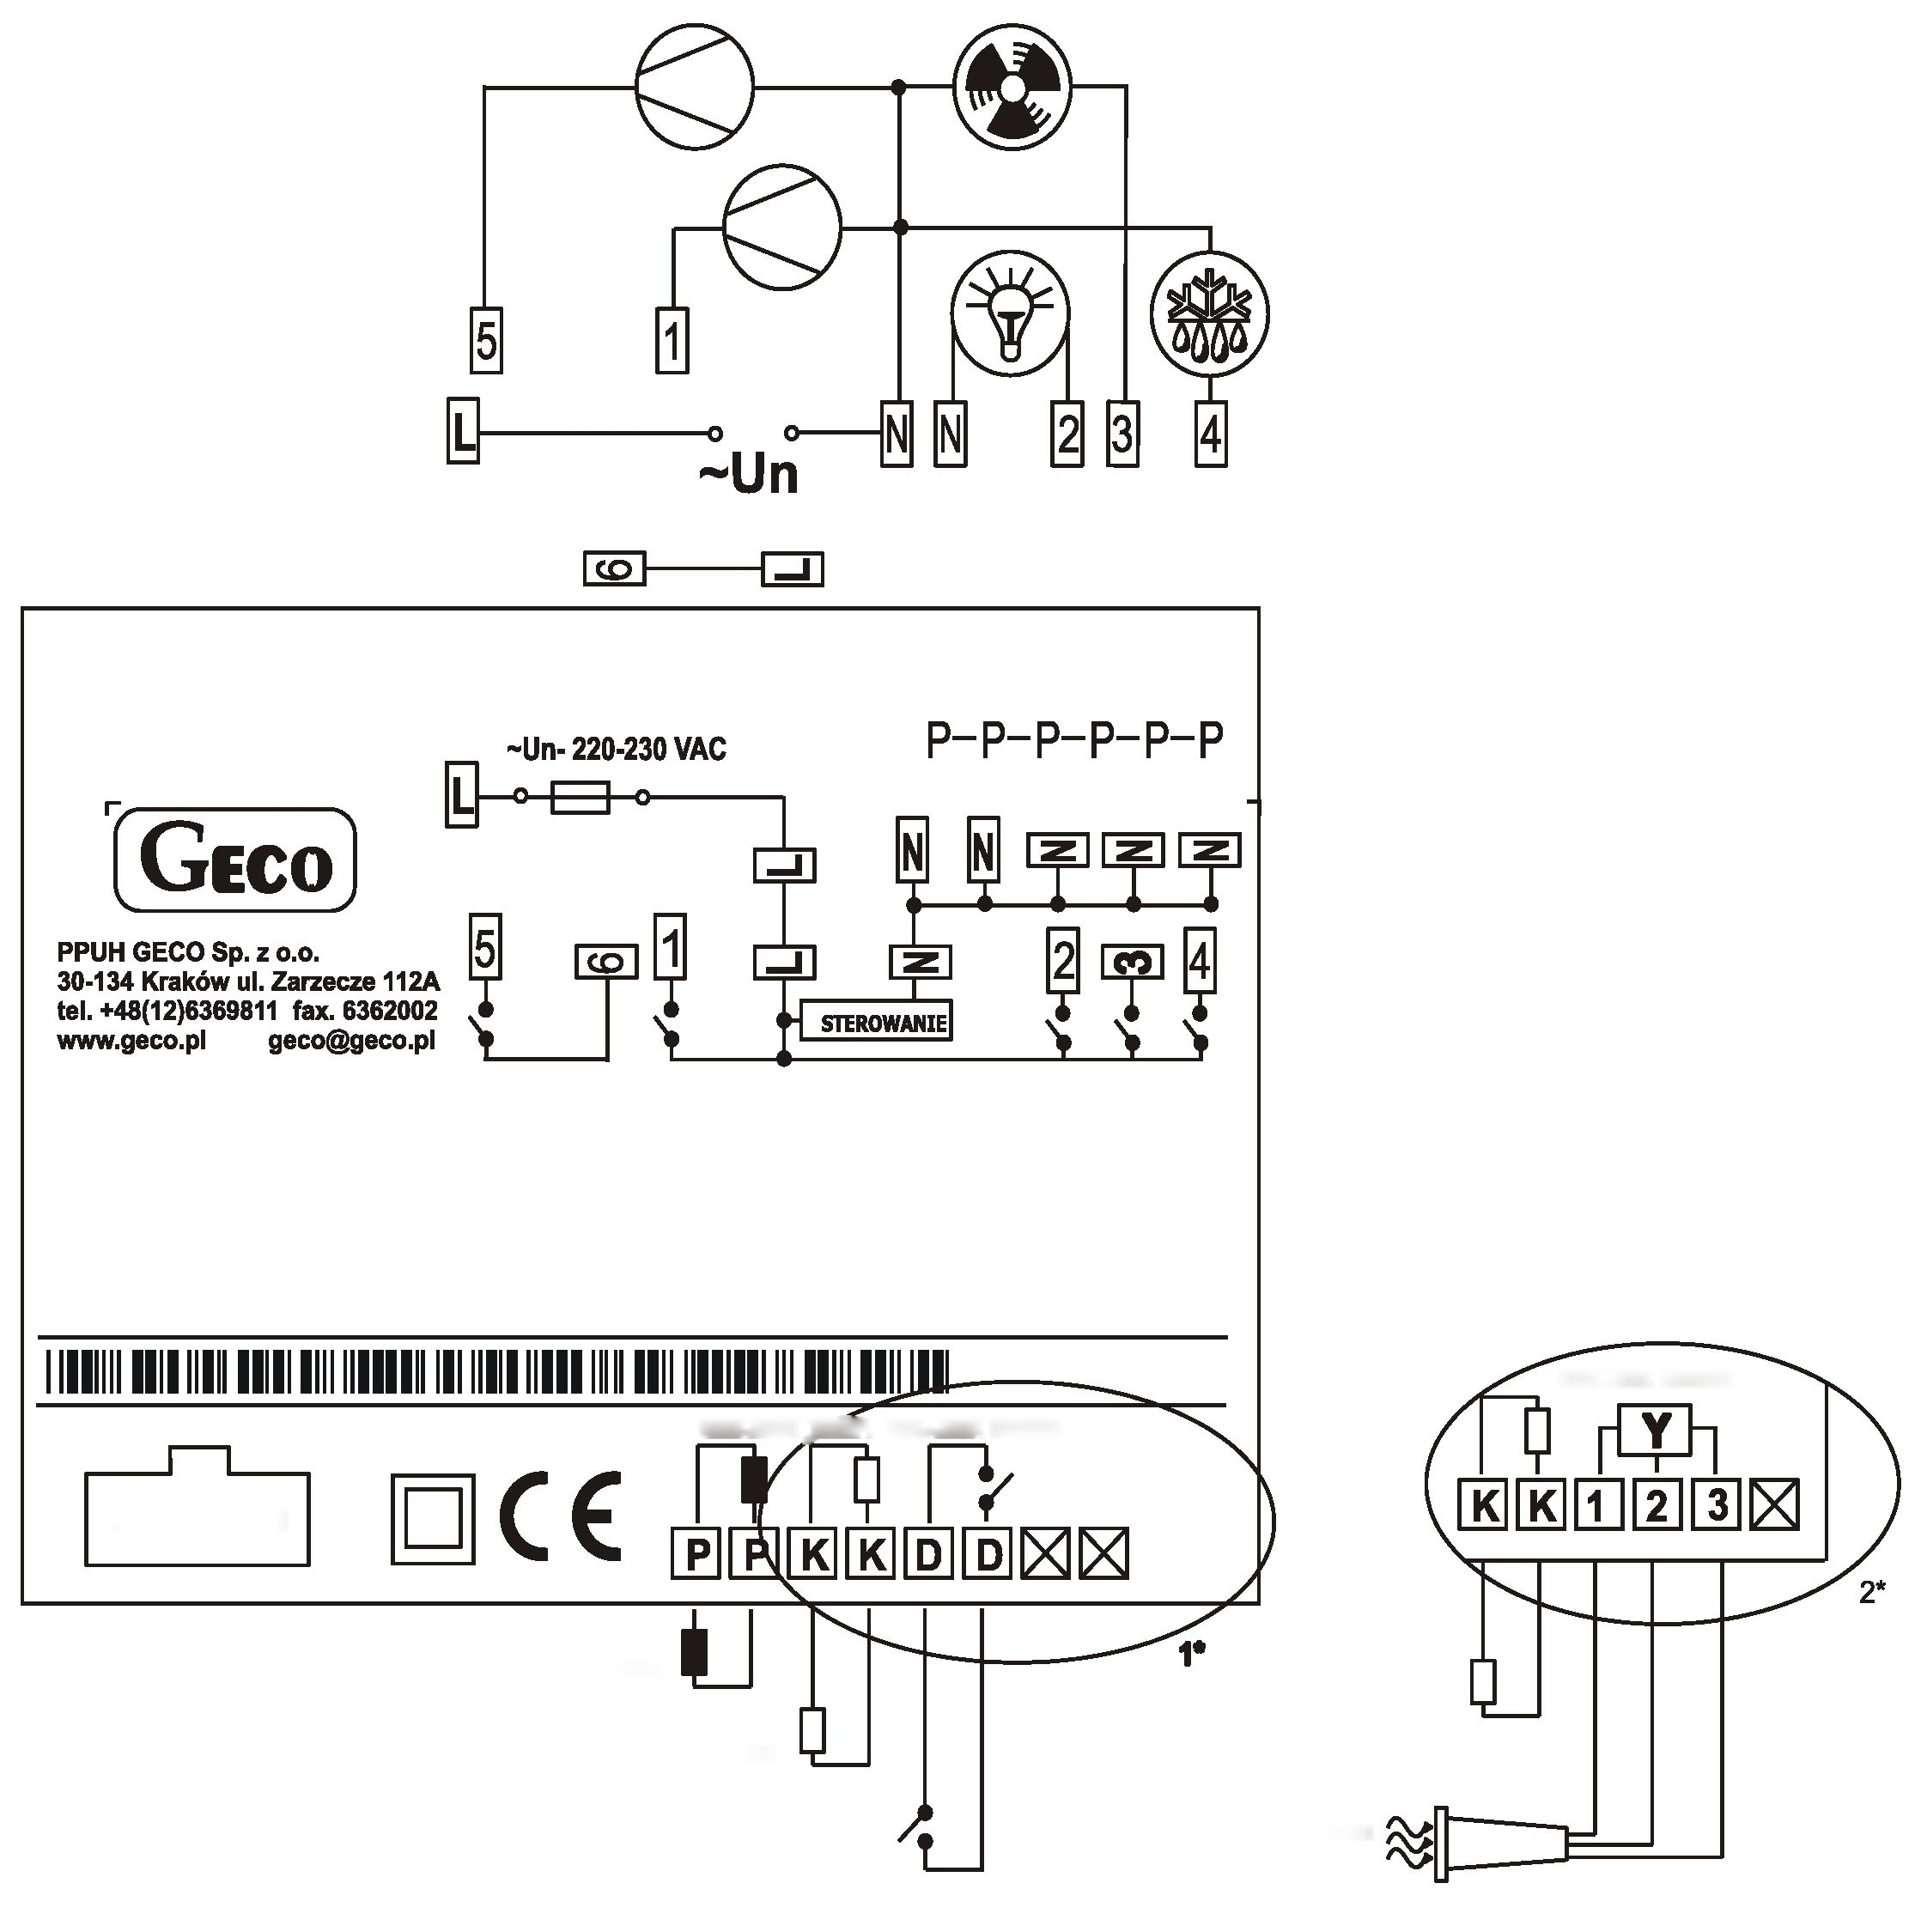 5 1
L N N 2 3 4
~Un
6 L
~Un- 220-230 VAC
P–P–P–P–P–P
L
L N N N N N
GECO
5 6 1 L N 2 3 4
PPUH GECO Sp. z o.o.
30-134 Kraków ul. Zarzecze 112A
tel. +48(12)6369811 fax. 6362002
www.geco.pl geco@geco.pl
STEROWANIE
CE
P P K K D D
1*
Y
K K 1 2 3
2*